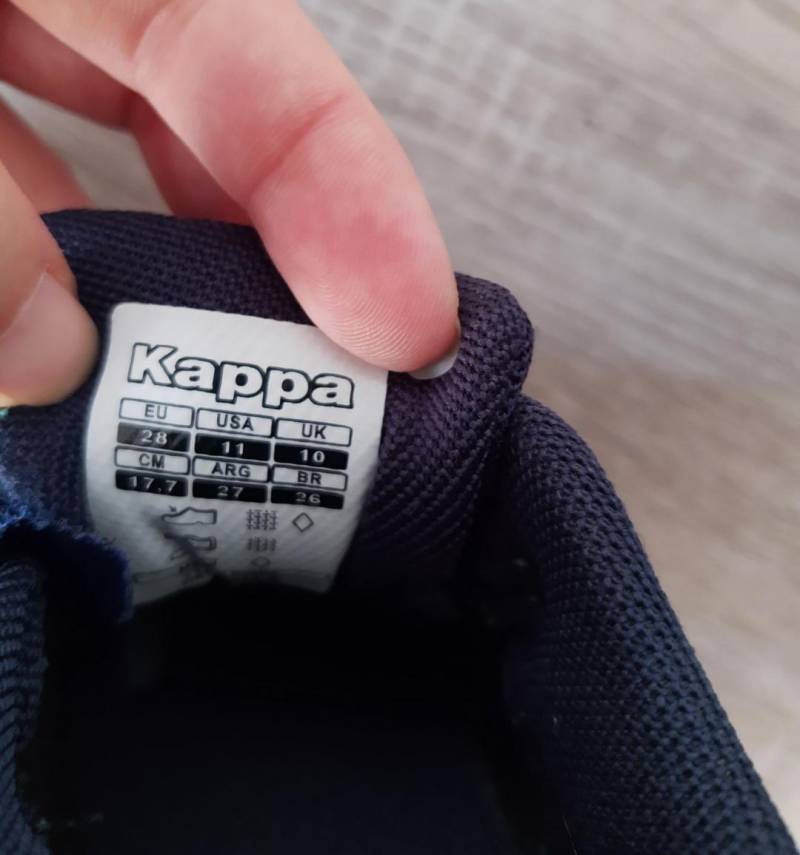 Kappa
EU USA UK
28 11 10
CM ARG BR
17.7 27 26